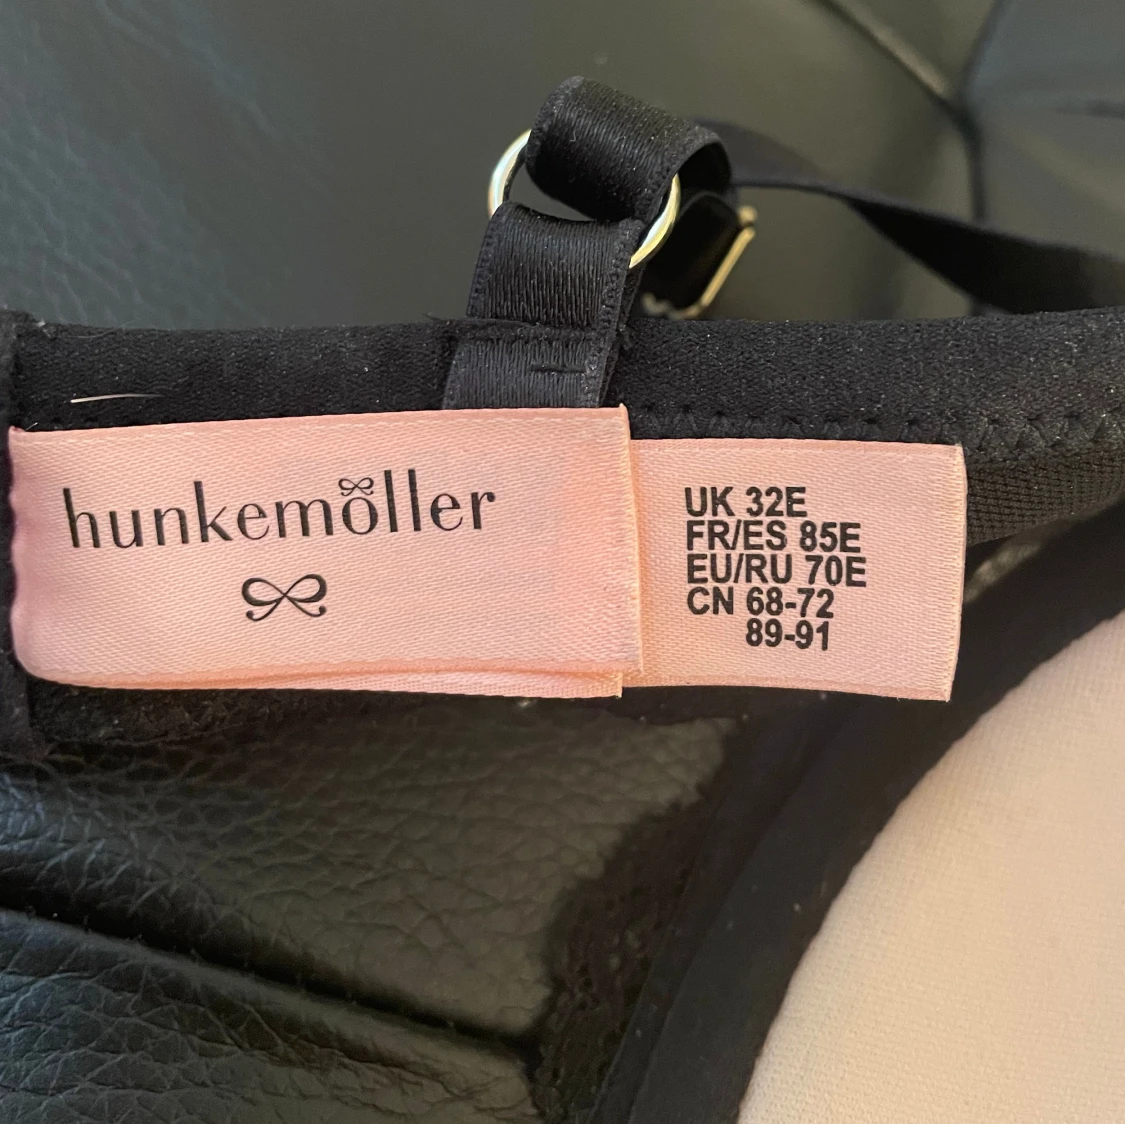 hunkemöller
UK 32E
FR/ES 85E
EU/RU 70E
CN 68-72
89-91